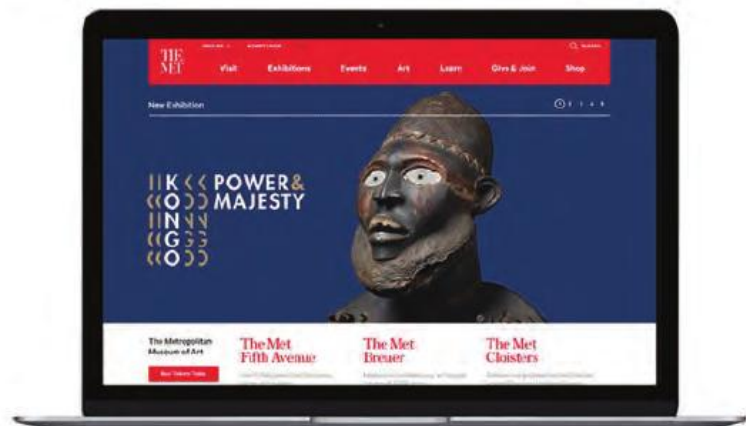 THE
MET
Visit Exhibitions Events Art Learn Give & Join Shop
New Exhibition
KONGO POWER&
MAJESTY
The Metropolitan
Museum of Art
The Met
Fifth Avenue
The Met
Breuer
The Met
Cloisters